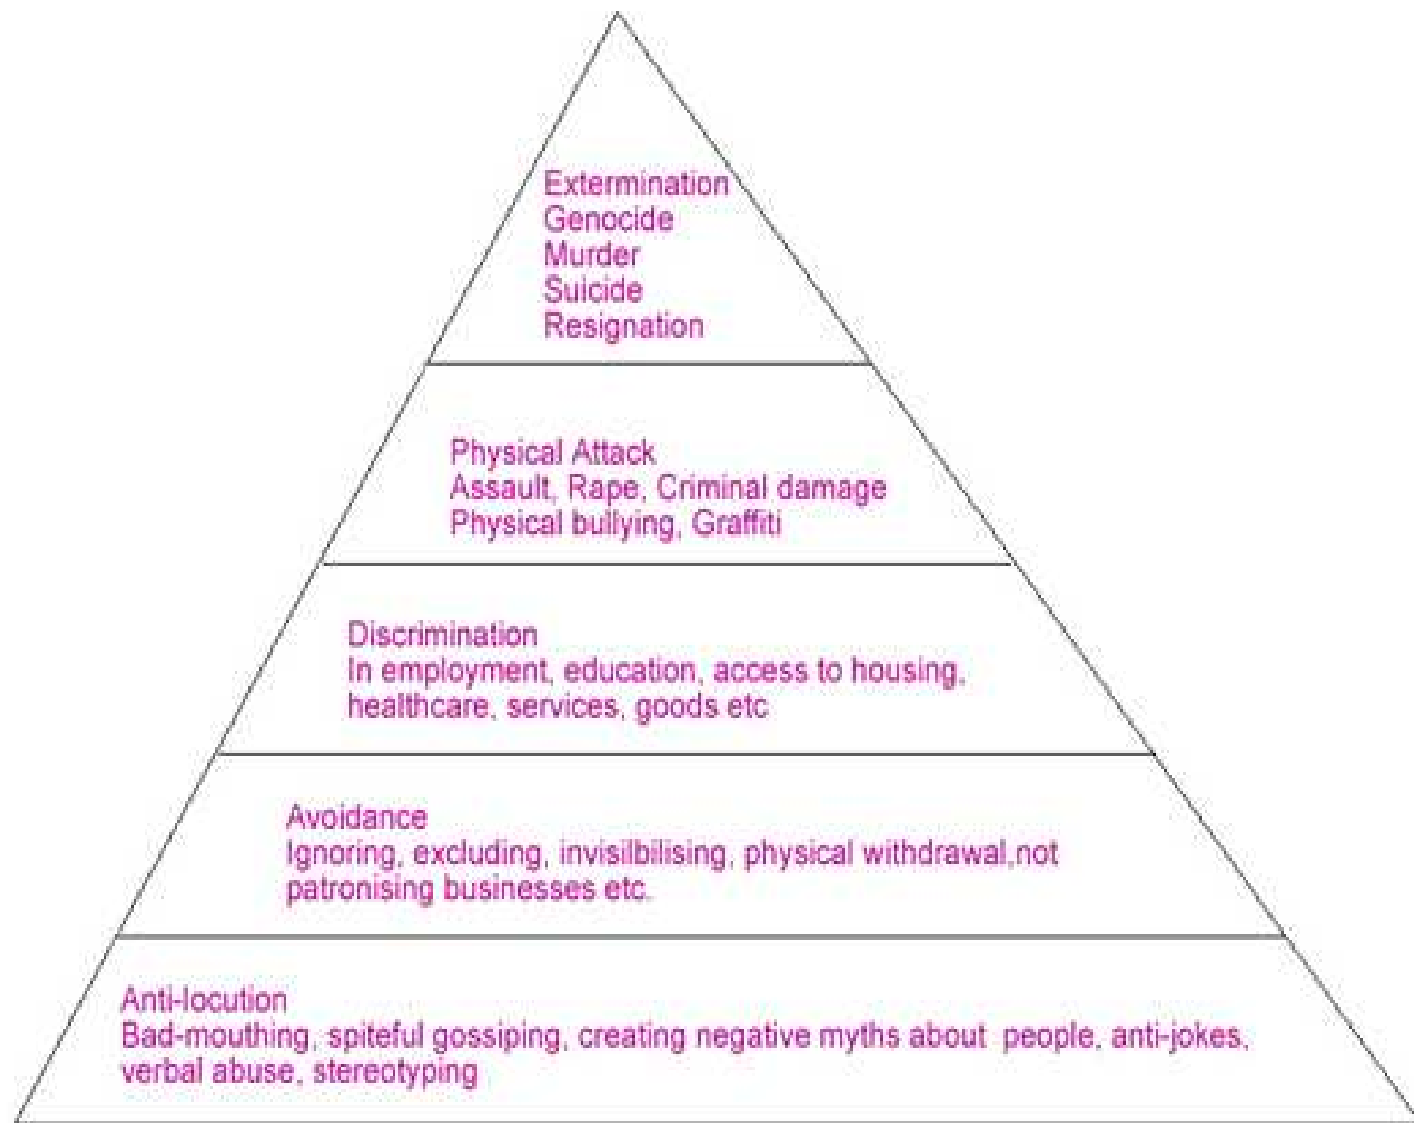 Extermination
Genocide
Murder
Suicide
Resignation
Physical Attack
Assault, Rape, Criminal damage
Physical bullying, Graffiti
Discrimination
In employment, education, access to housing,
healthcare, services, goods etc
Avoidance
Ignoring, excluding, invisilbilising, physical withdrawal,not
patronising businesses etc.
Anti-locution
Bad-mouthing, spiteful gossiping, creating negative myths about people, anti-jokes,
verbal abuse, stereotyping